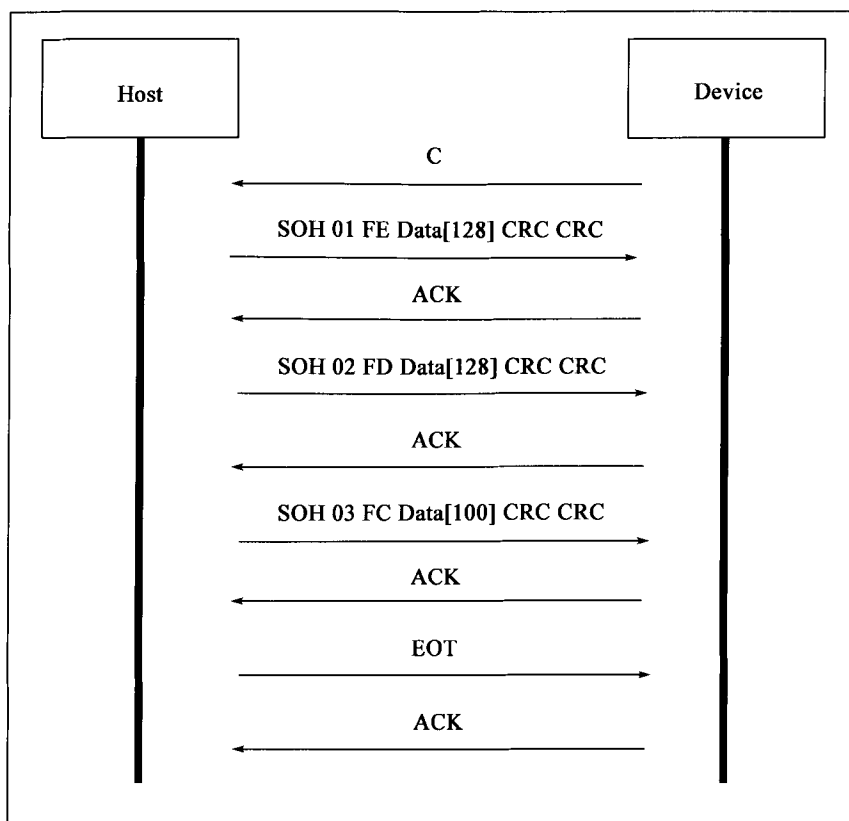 Host
Device
C
SOH 01 FE Data[128] CRC CRC
ACK
SOH 02 FD Data[128] CRC CRC
ACK
SOH 03 FC Data[100] CRC CRC
ACK
EOT
ACK